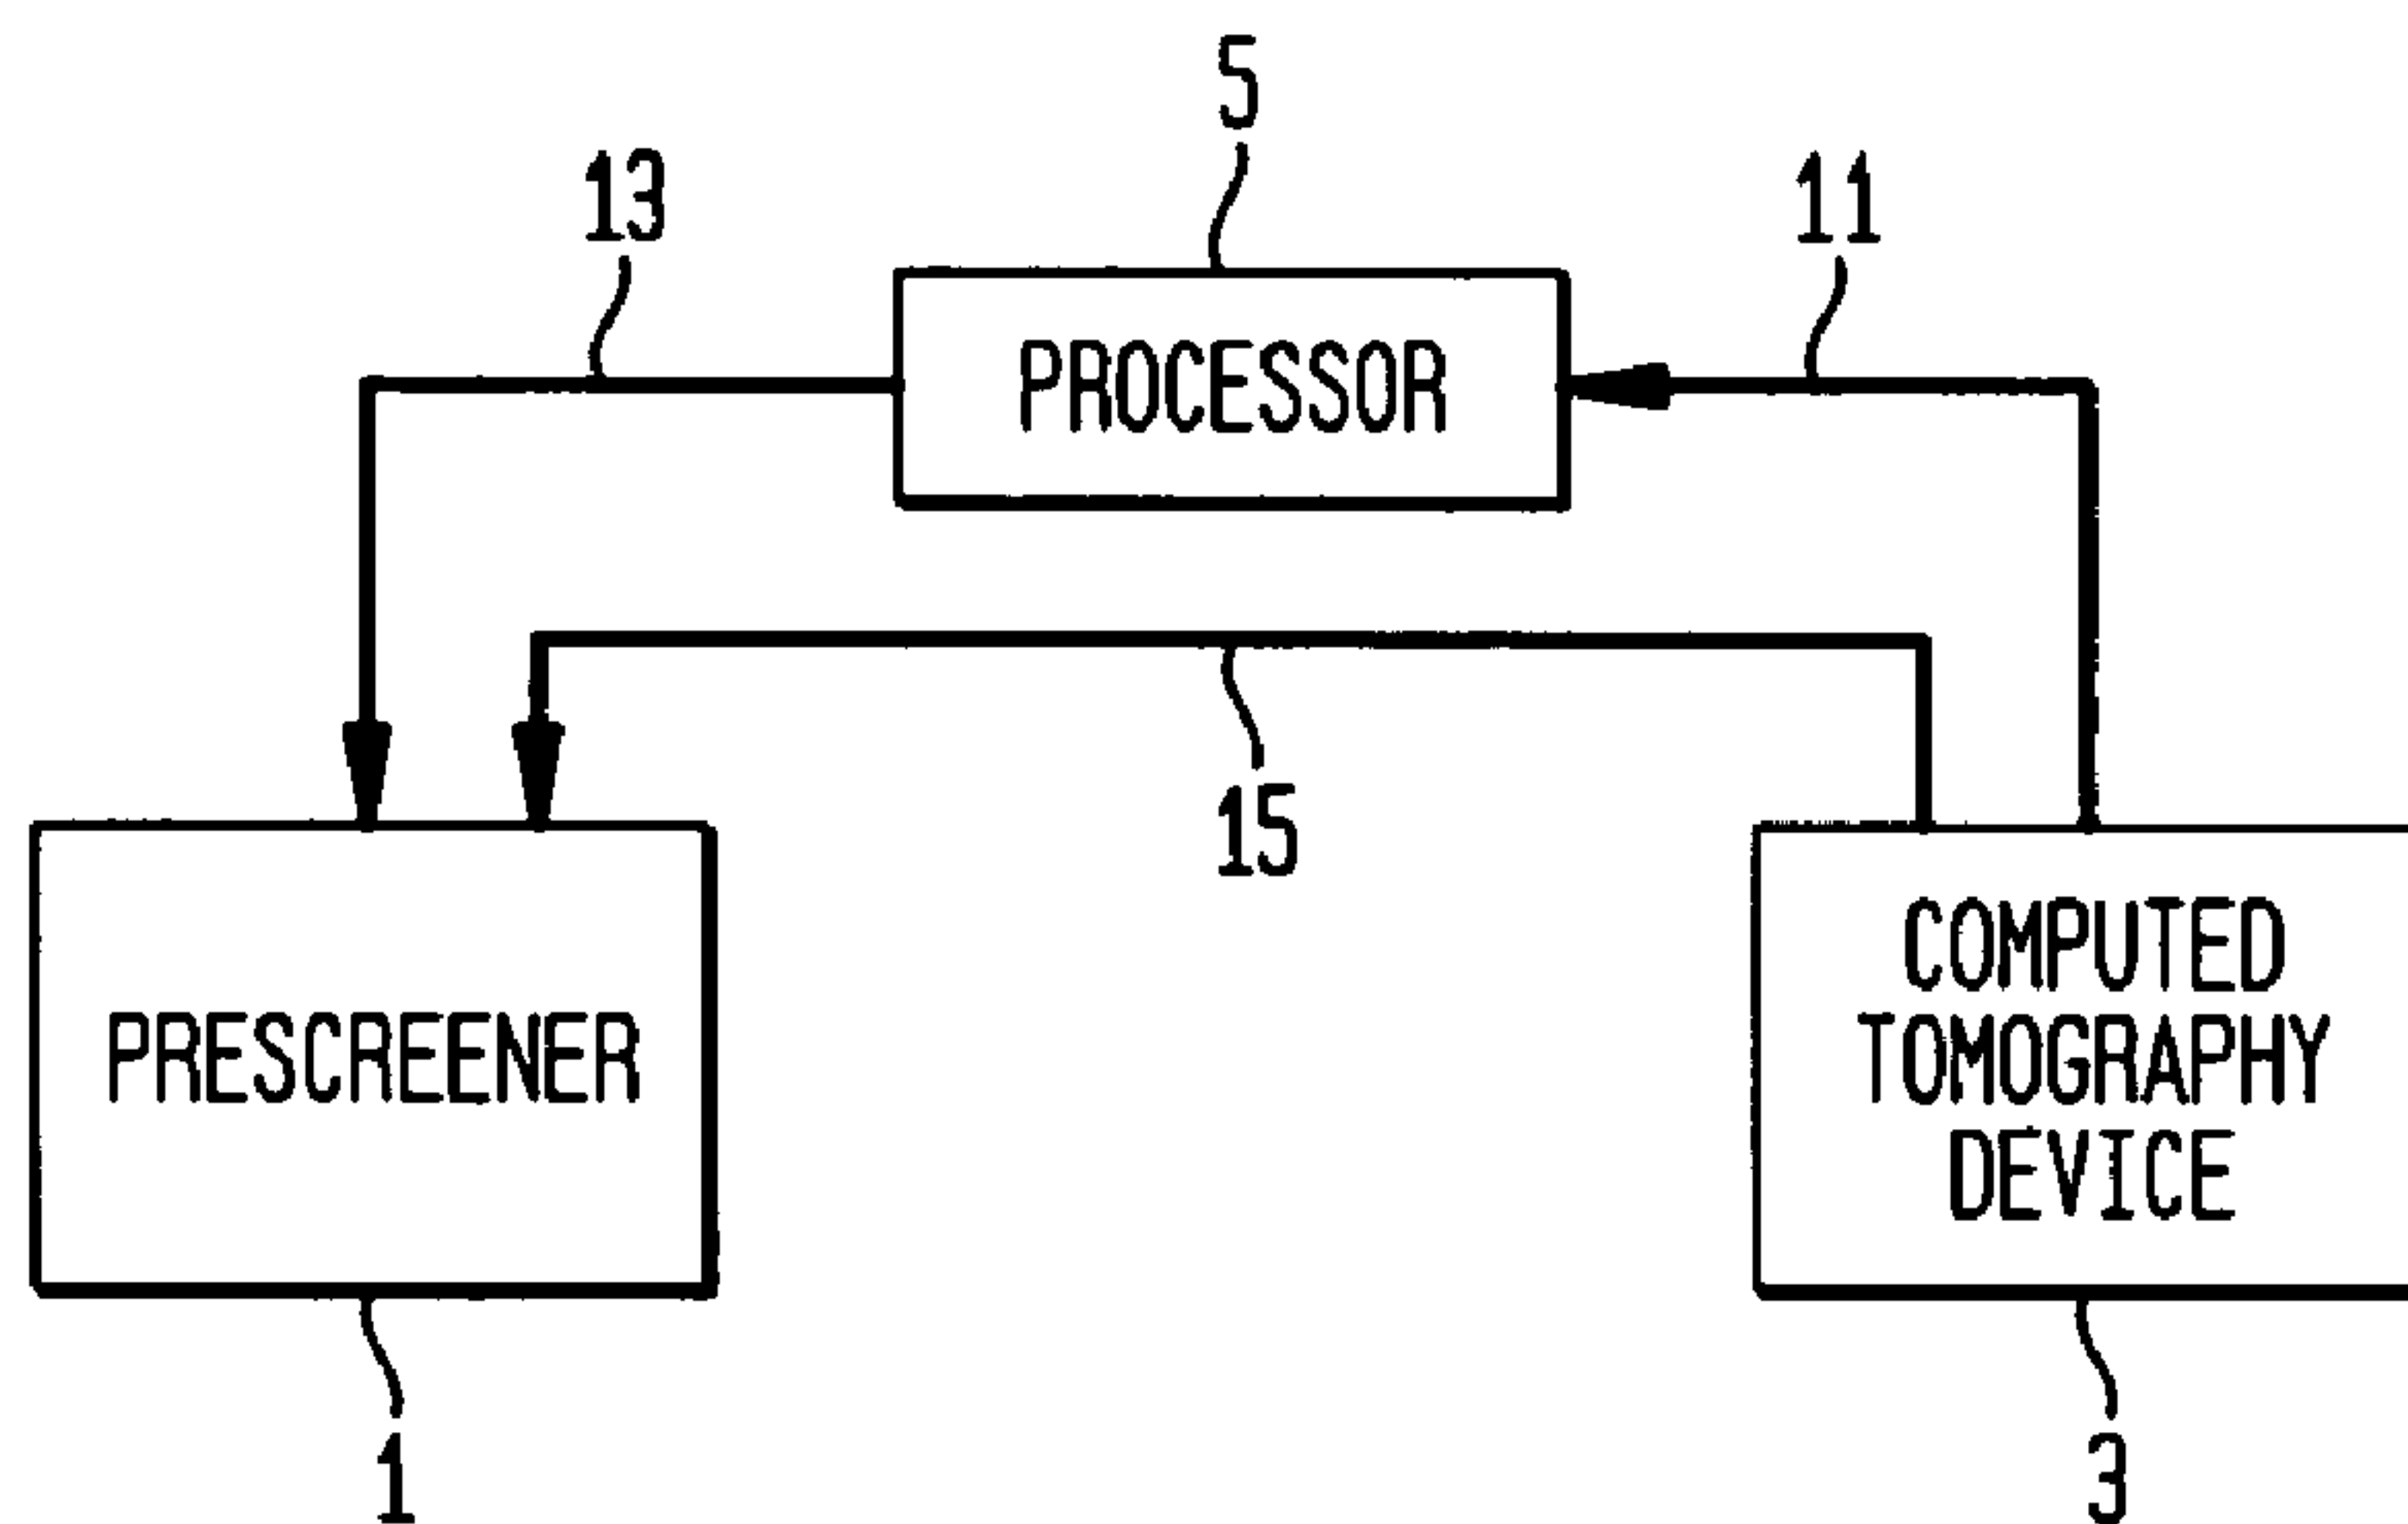 5
13
11
PROCESSOR
15
PRESCREENER
COMPUTED
TOMOGRAPHY
DEVICE
1
3